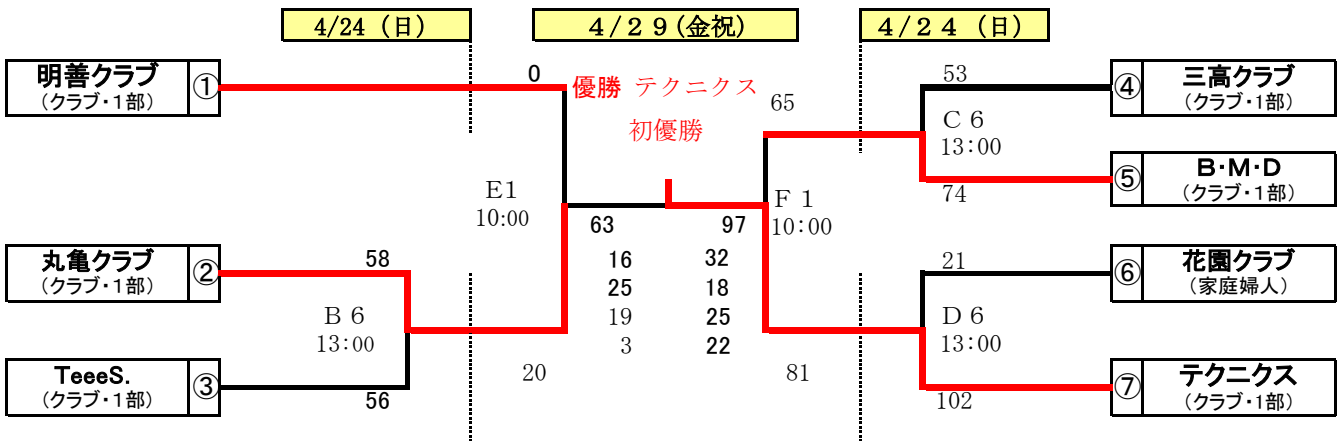 4/24（日）
４/２９(金祝)
４/２４（日）
明善クラブ
（クラブ・１部）
①
0
優勝 テクニクス
初優勝
65
53
④
三高クラブ
（クラブ・１部）
C６
13:00
B・M・D
（クラブ・１部）
⑤
74
E1
10:00
F１
10:00
63
97
16 32
25 18
19 25
3 22
丸亀クラブ
（クラブ・１部）
②
58
B６
13:00
TeeeS.
（クラブ・１部）
③
56
20
81
21
⑥
花園クラブ
（家庭婦人）
D６
13:00
102
⑦
テクニクス
（クラブ・１部）